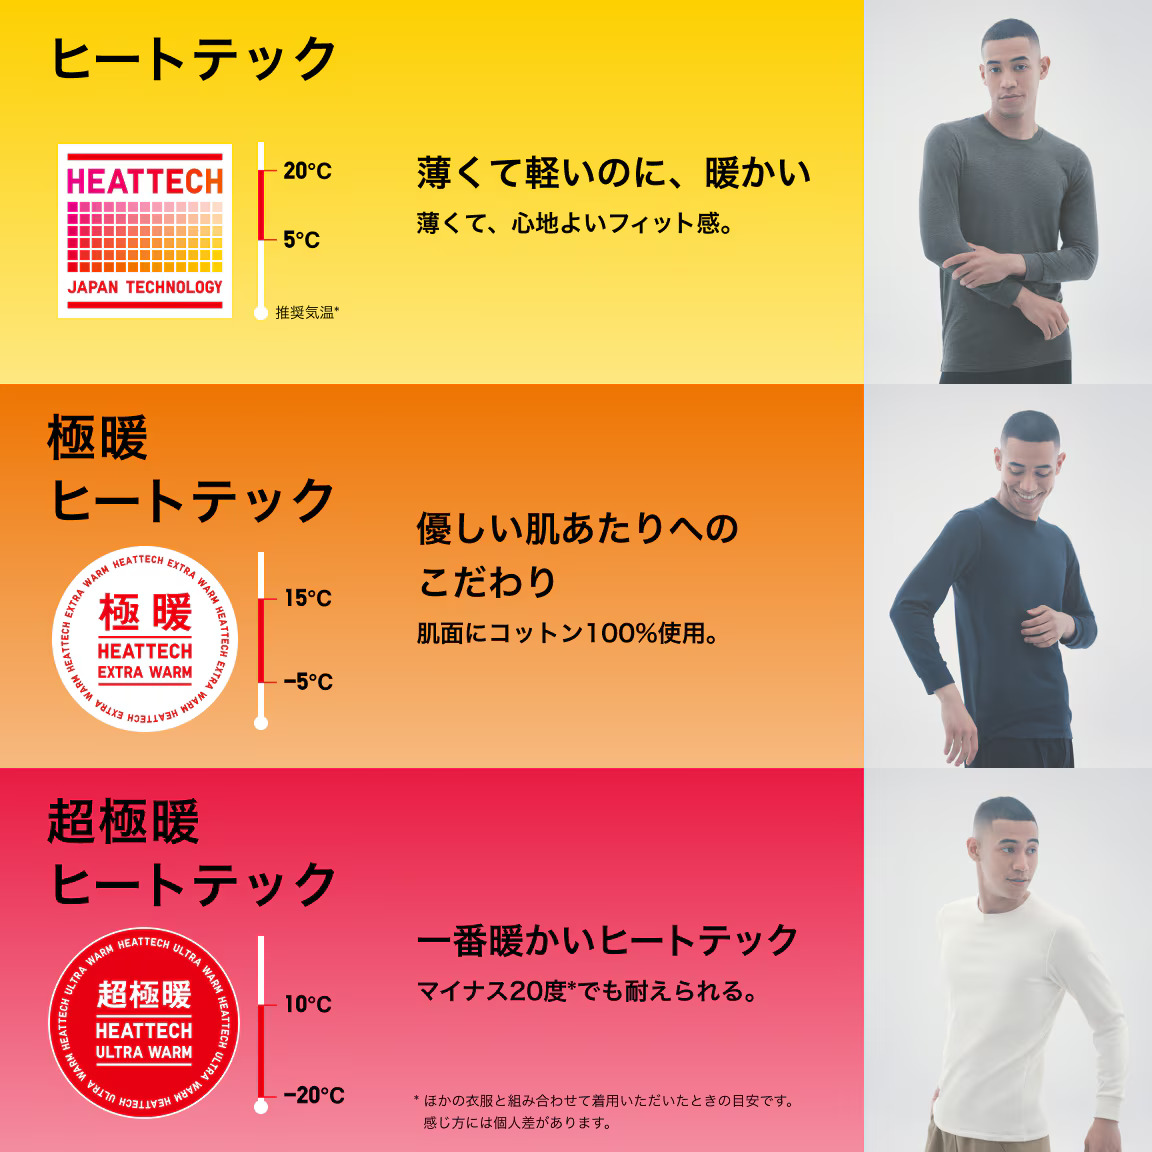 ヒートテック
HEATTECH
JAPAN TECHNOLOGY
20°C
5°C
推奨気温*
薄くて軽いのに、暖かい
薄くて、心地よいフィット感。
極暖
ヒートテック
HEATTECH EXTRA WARM HEATTECH EXTRA WARM HEATTECH EXTRA WARM HEATTECH EXTRA WARM
極暖
HEATTECH
EXTRA WARM
15°C
−5°C
優しい肌あたりへの
こだわり
肌面にコットン100%使用。
超極暖
ヒートテック
HEATTECH ULTRA WARM HEATTECH ULTRA WARM HEATTECH ULTRA WARM HEATTECH ULTRA WARM
超極暖
HEATTECH
ULTRA WARM
10°C
−20°C
一番暖かいヒートテック
マイナス20度*でも耐えられる。
* ほかの衣服と組み合わせて着用いただいたときの目安です。
感じ方には個人差があります。